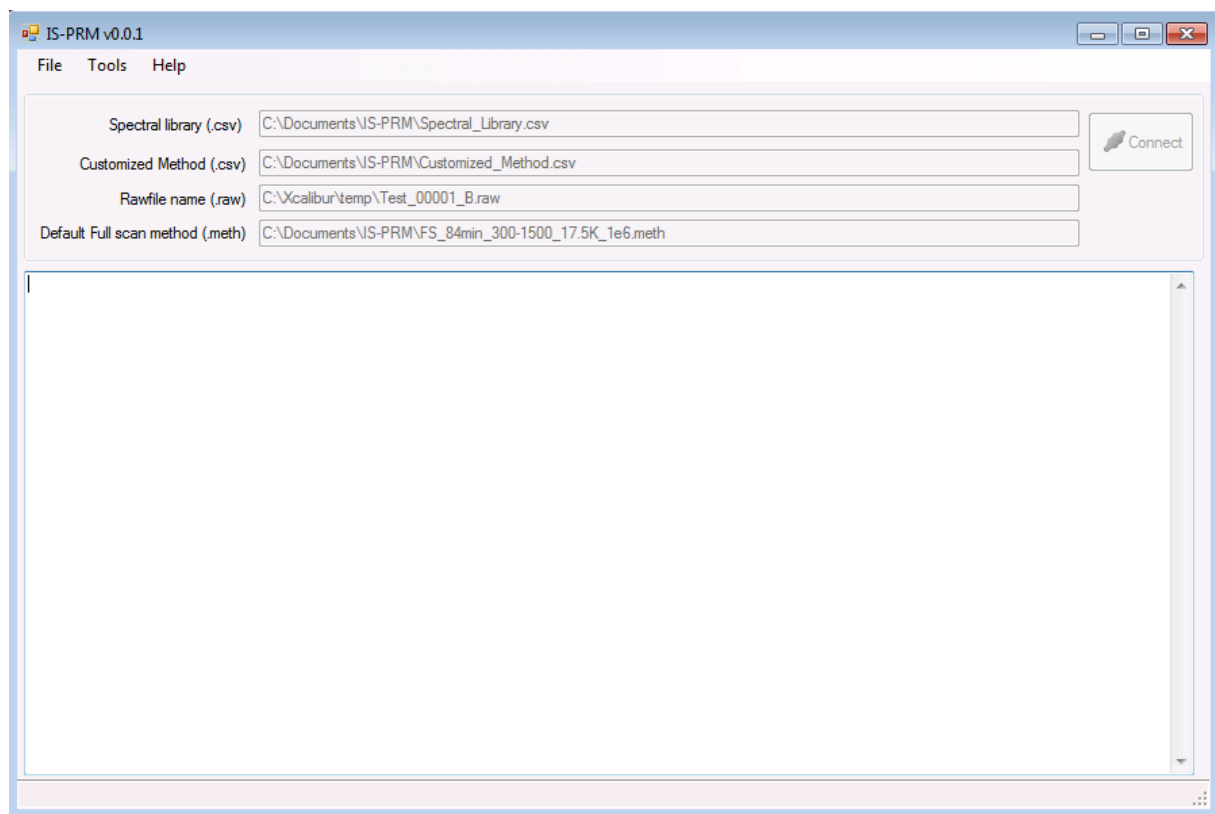 IS-PRM v0.0.1
File Tools Help
Spectral library (.csv) C:\Documents\IS-PRM\Spectral_Library.csv
Connect
Customized Method (.csv) C:\Documents\IS-PRM\Customized_Method.csv
Rawfile name (.raw) C:\Xcalibur\temp\Test_00001_B.raw
Default Full scan method (.meth) C:\Documents\IS-PRM\FS_84min_300-1500_17.5K_1e6.meth